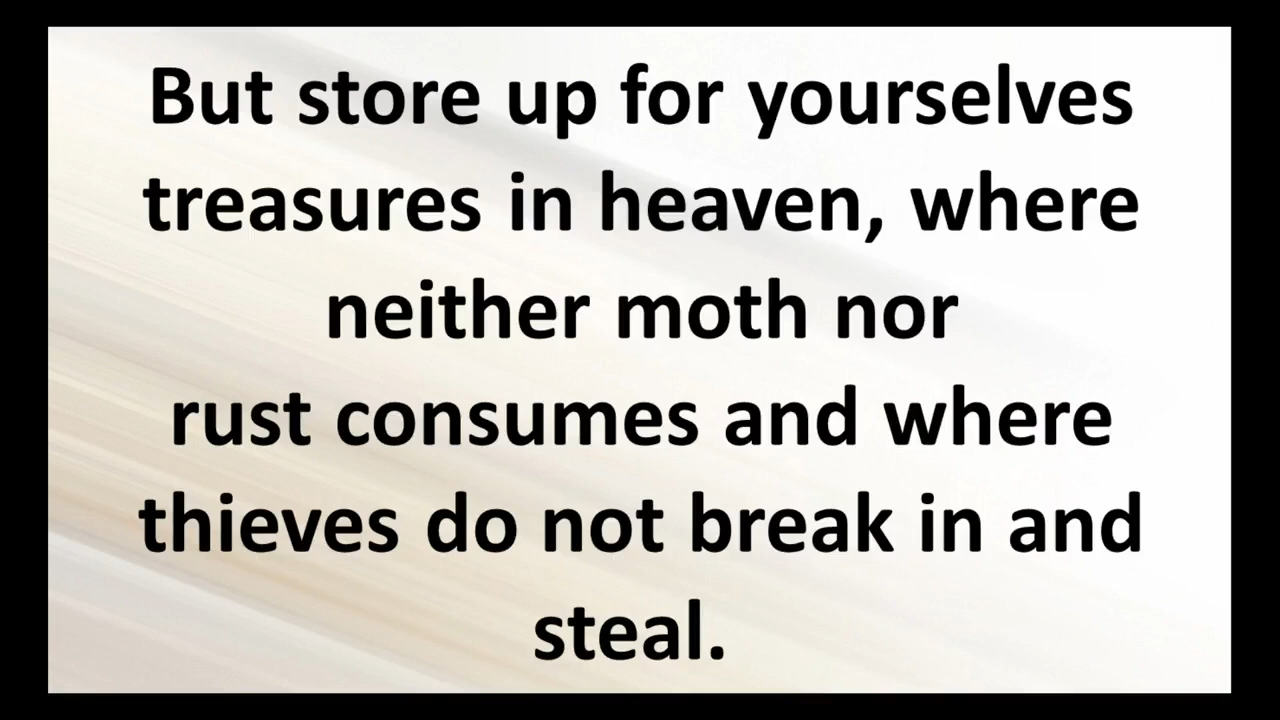 But store up for yourselves
treasures in heaven, where
neither moth nor
rust consumes and where
thieves do not break in and
steal.